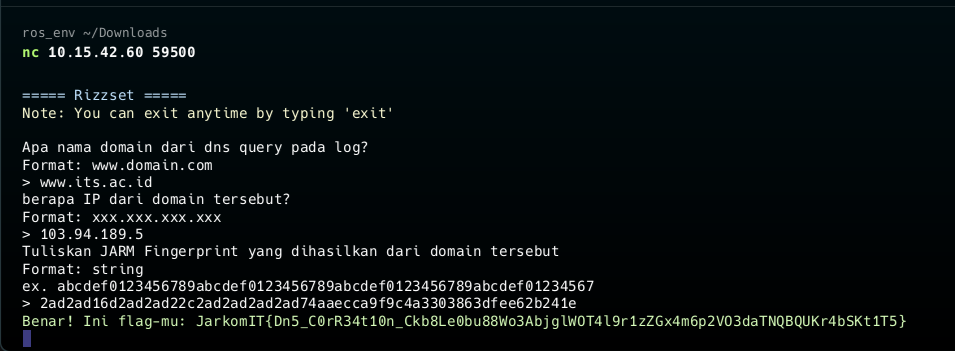 ros_env ~/Downloads
nc 10.15.42.60 59500
===== Rizzset =====
Note: You can exit anytime by typing 'exit'
Apa nama domain dari dns query pada log?
Format: www.domain.com
> www.its.ac.id
berapa IP dari domain tersebut?
Format: xxx.xxx.xxx.xxx
> 103.94.189.5
Tuliskan JARM Fingerprint yang dihasilkan dari domain tersebut
Format: string
ex. abcdef0123456789abcdef0123456789abcdef0123456789abcdef01234567
> 2ad2ad16d2ad2ad22c2ad2ad2ad2ad74aaecca9f9c4a3303863dfee62b241e
Benar! Ini flag-mu: JarkomIT{Dn5_C0rR34t10n_Ckb8Le0bu88Wo3AbjglWOT4l9r1zZGx4m6p2VO3daTNQBQUKr4bSKt1T5}